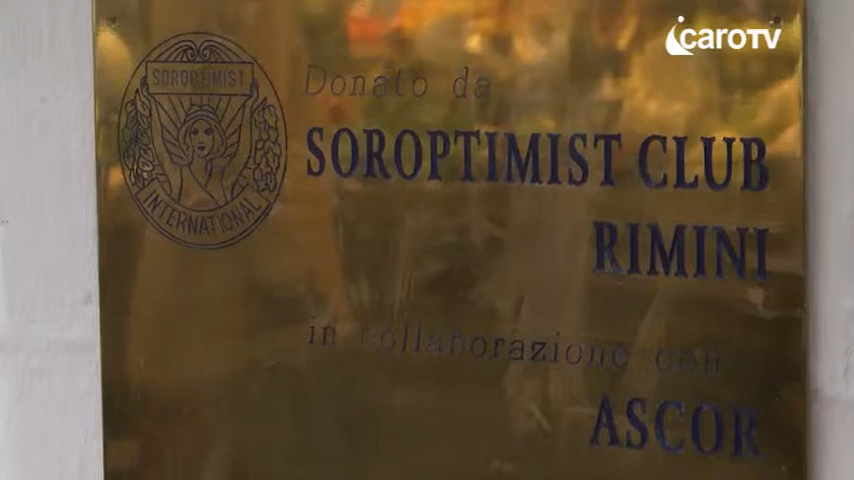 icaroTV
SOROPTIMIST
INTERNATIONAL
Donato da
SOROPTIMIST CLUB
RIMINI
in collaborazione con
ASCOR